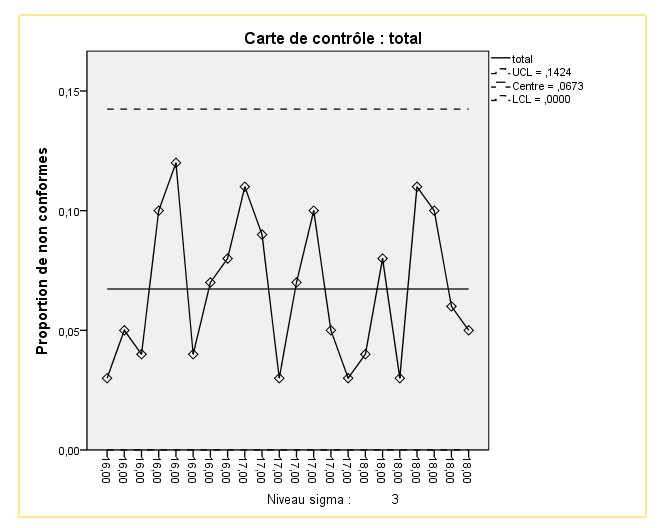 Carte de contrôle : total
total
UCL = ,1424
Centre = ,0673
LCL = ,0000
Proportion de non conformes
0,15
0,10
0,05
0,00
16,00 16,00 16,00 16,00 16,00 16,00 16,00 17,00 17,00 17,00 17,00 17,00 17,00 17,00 17,00 18,00 18,00 18,00 18,00 18,00 18,00 18,00
Niveau sigma : 3